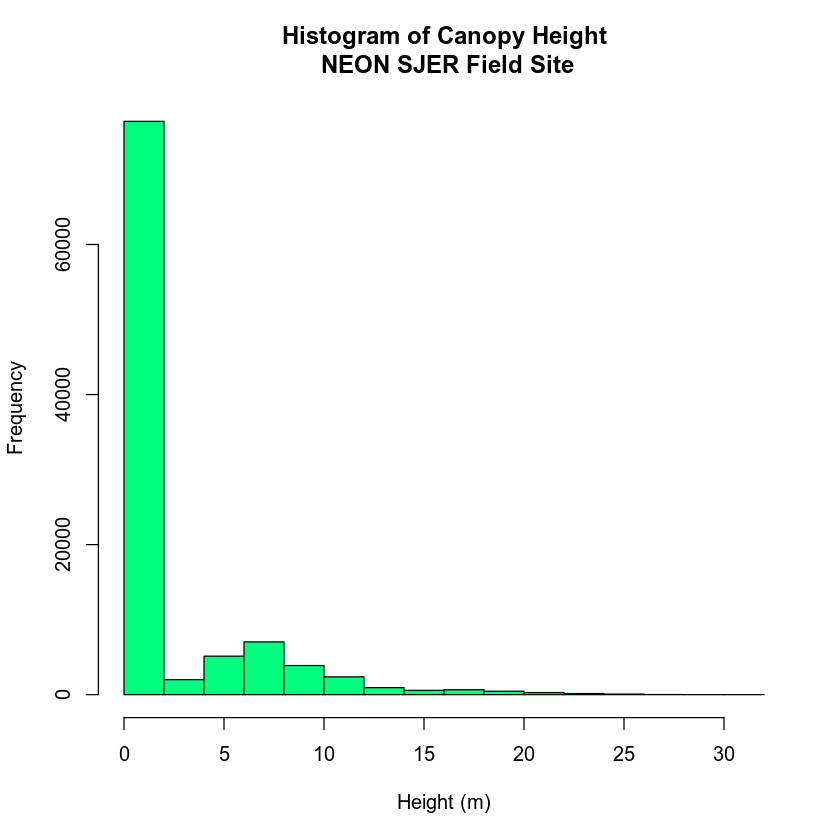 Histogram of Canopy Height
NEON SJER Field Site
Frequency
60000
40000
20000
0
0 5 10 15 20 25 30
Height (m)